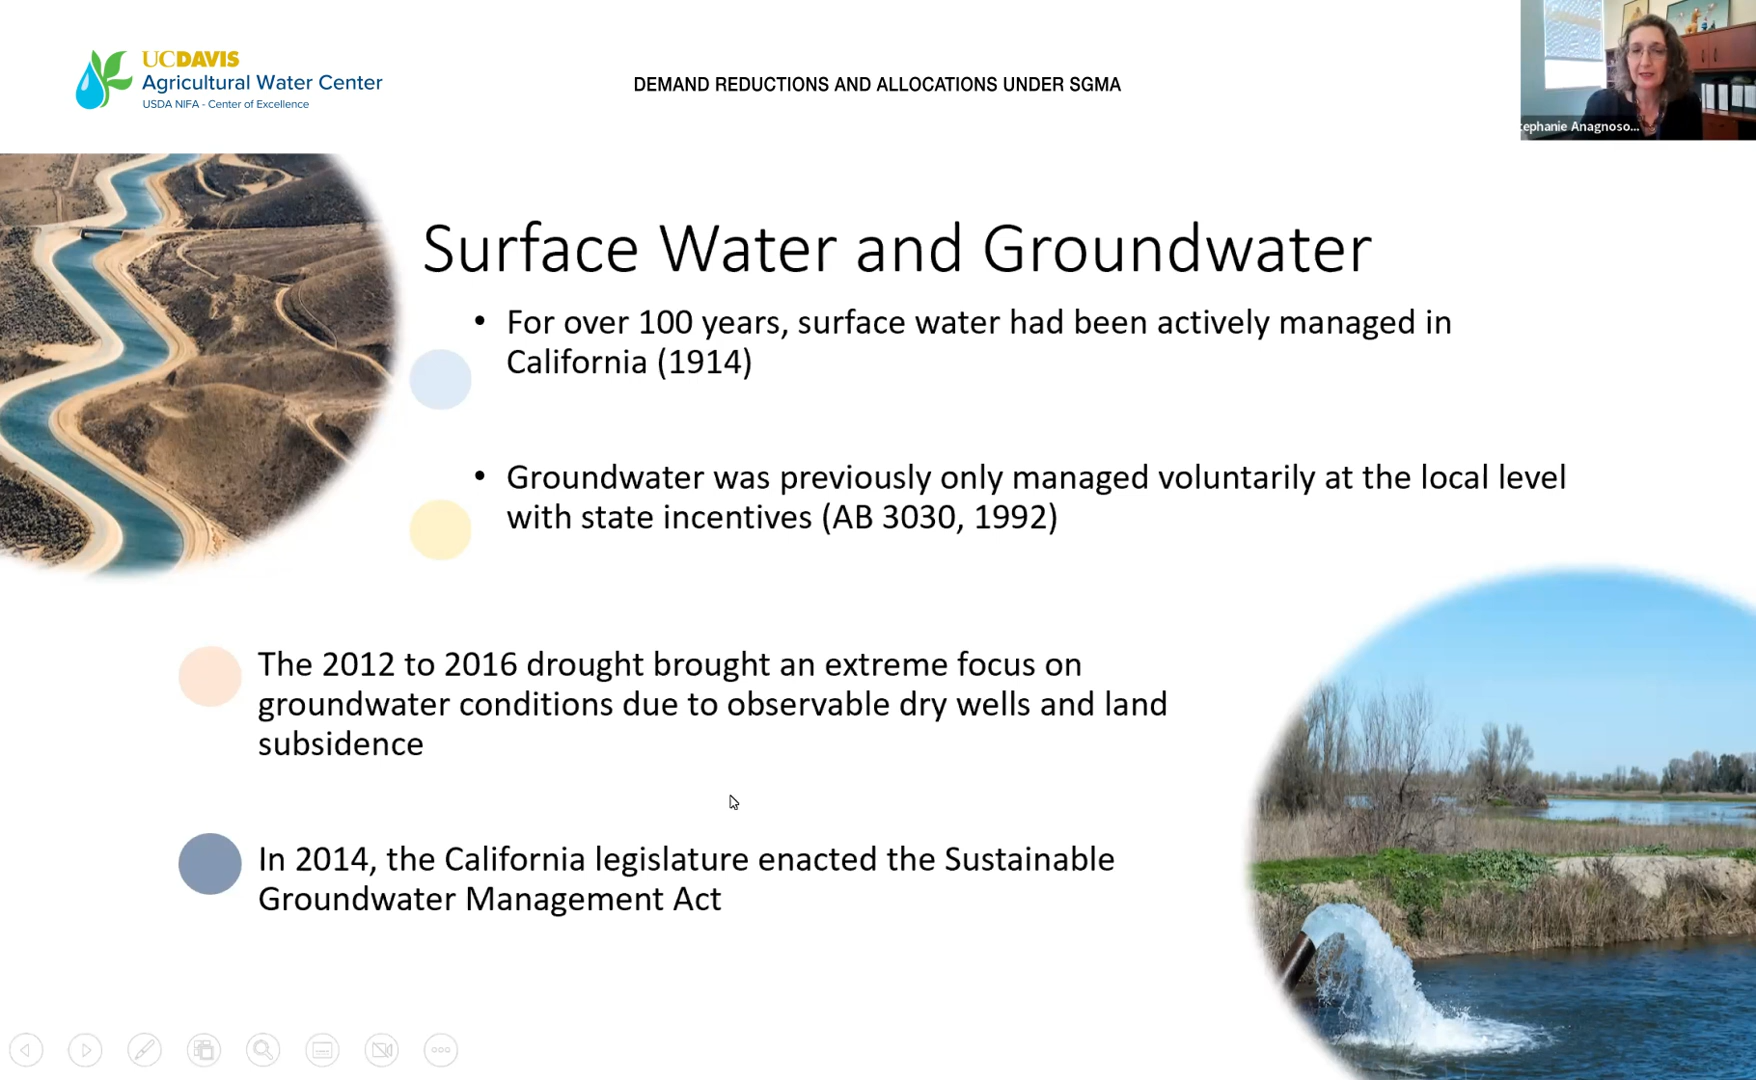 UCDAVIS
Agricultural Water Center
USDA NIFA - Center of Excellence
DEMAND REDUCTIONS AND ALLOCATIONS UNDER SGMA
tephanie Anagnoso...
Surface Water and Groundwater
• For over 100 years, surface water had been actively managed in
California (1914)
• Groundwater was previously only managed voluntarily at the local level
with state incentives (AB 3030, 1992)
The 2012 to 2016 drought brought an extreme focus on
groundwater conditions due to observable dry wells and land
subsidence
In 2014, the California legislature enacted the Sustainable
Groundwater Management Act